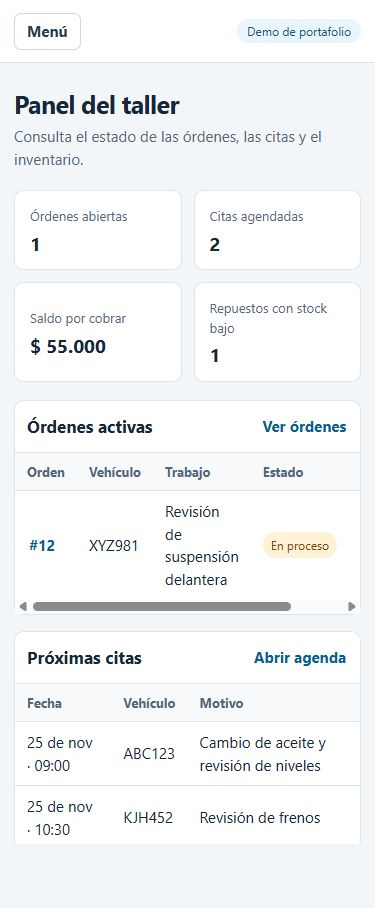 Menú
Demo de portafolio
Panel del taller
Consulta el estado de las órdenes, las citas y el
inventario.
Órdenes abiertas
1
Citas agendadas
2
Saldo por cobrar
$ 55.000
Repuestos con stock
bajo
1
Órdenes activas
Ver órdenes
Orden Vehículo Trabajo Estado
Revisión
de
#12 XYZ981 suspensión En proceso
delantera
Próximas citas
Abrir agenda
Fecha Vehículo Motivo
25 de nov
· 09:00
ABC123
Cambio de aceite y
revisión de niveles
25 de nov
· 10:30
KJH452
Revisión de frenos